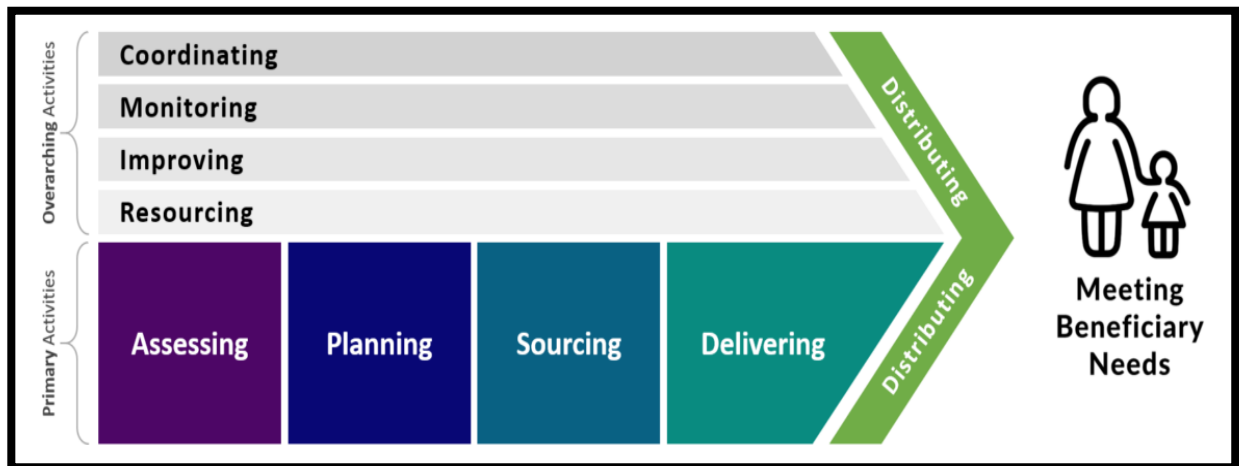 Overarching Activities
Coordinating
Monitoring
Improving
Resourcing
Primary Activities
Assessing
Planning
Sourcing
Delivering
Distributing
Distributing
Meeting
Beneficiary
Needs